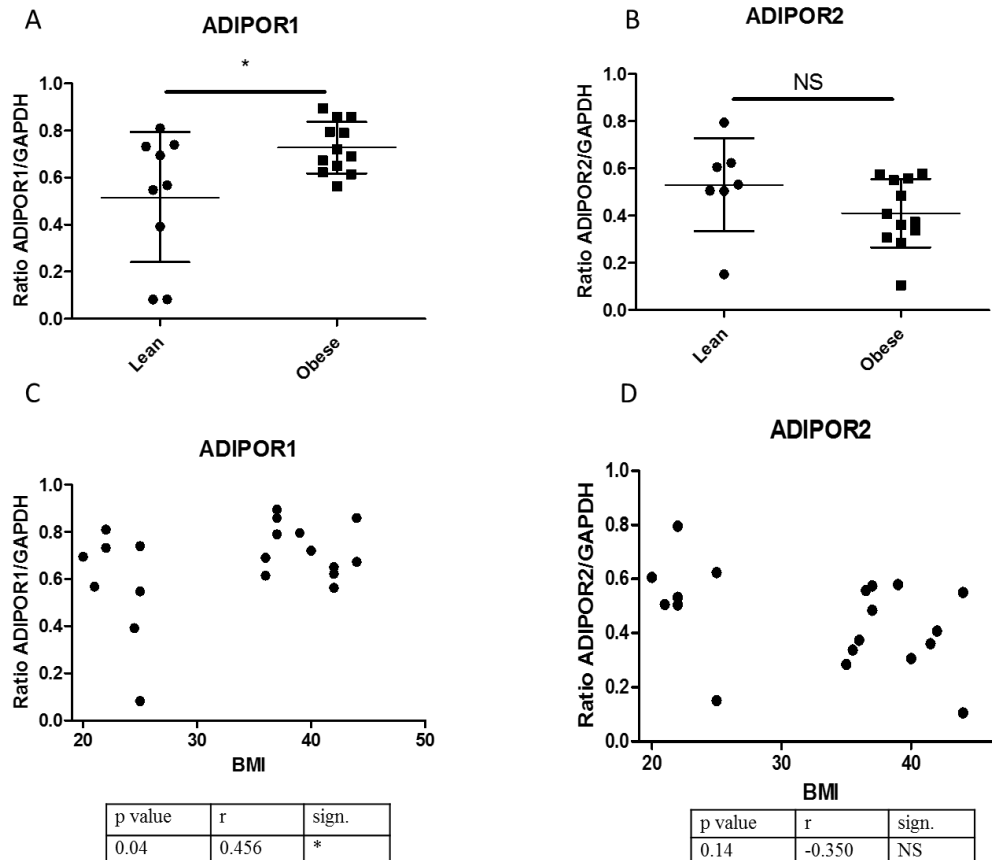 A
ADIPOR1
*
Ratio ADIPOR1/GAPDH
1.0
0.8
0.6
0.4
0.2
0.0
Lean
Obese
B
ADIPOR2
NS
Ratio ADIPOR2/GAPDH
1.0
0.8
0.6
0.4
0.2
0.0
Lean
Obese
C
ADIPOR1
Ratio ADIPOR1/GAPDH
1.0
0.8
0.6
0.4
0.2
0.0
20 30 40 50
BMI
p value r sign.
0.04 0.456 *
D
ADIPOR2
Ratio ADIPOR2/GAPDH
1.0
0.8
0.6
0.4
0.2
0.0
20 30 40
BMI
p value r sign.
0.14 -0.350 NS